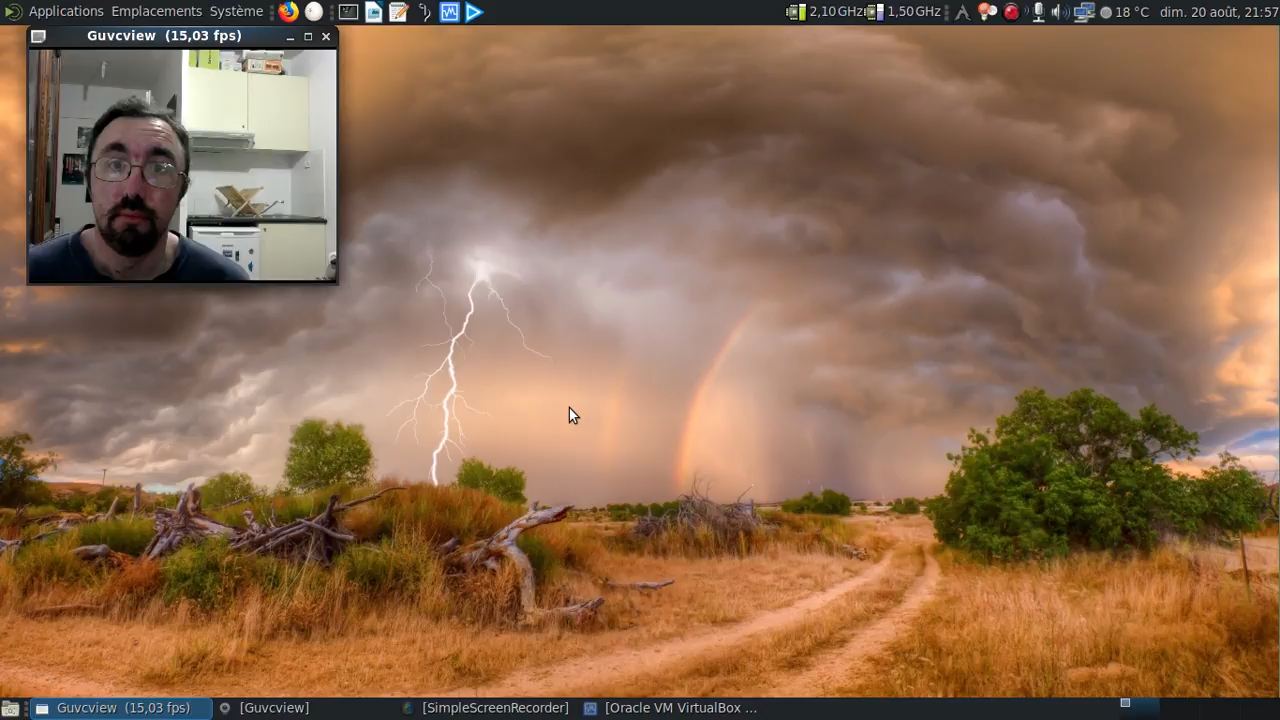 Applications Emplacements Système 2,10 GHz 1,50 GHz 18 °C dim. 20 août, 21:57
Guvcview (15,03 fps)
Guvcview (15,03 fps) [Guvcview] [SimpleScreenRecorder] [Oracle VM VirtualBox ...